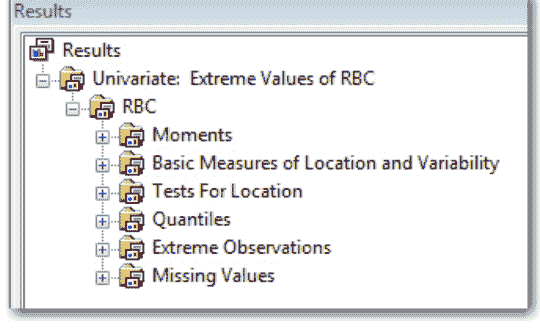 Results
Results
Univariate: Extreme Values of RBC
RBC
Moments
Basic Measures of Location and Variability
Tests For Location
Quantiles
Extreme Observations
Missing Values